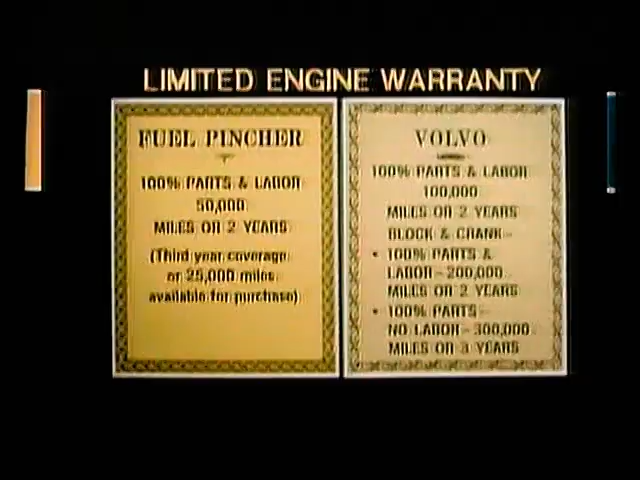 LIMITED ENGINE WARRANTY
FUEL PINCHER
100% PARTS & LABOR
50,000
MILES OR 2 YEARS
(Third year coverage
or 25,000 miles
available for purchase)
VOLVO
100% PARTS & LABOR
100,000
MILES OR 2 YEARS
BLOCK & CRANK–
• 100% PARTS &
LABOR–200,000
MILES OR 2 YEARS
• 100% PARTS–
NO LABOR–300,000
MILES OR 3 YEARS